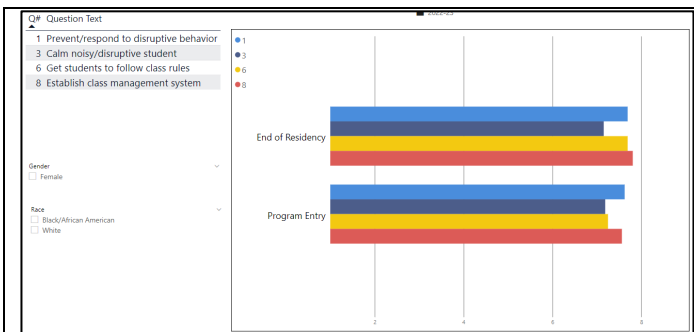 2022-23
Q# Question Text
1 Prevent/respond to disruptive behavior
3 Calm noisy/disruptive student
6 Get students to follow class rules
8 Establish class management system
Gender
Female
Race
Black/African American
White
1
3
6
8
End of Residency
Program Entry
2 4 6 8